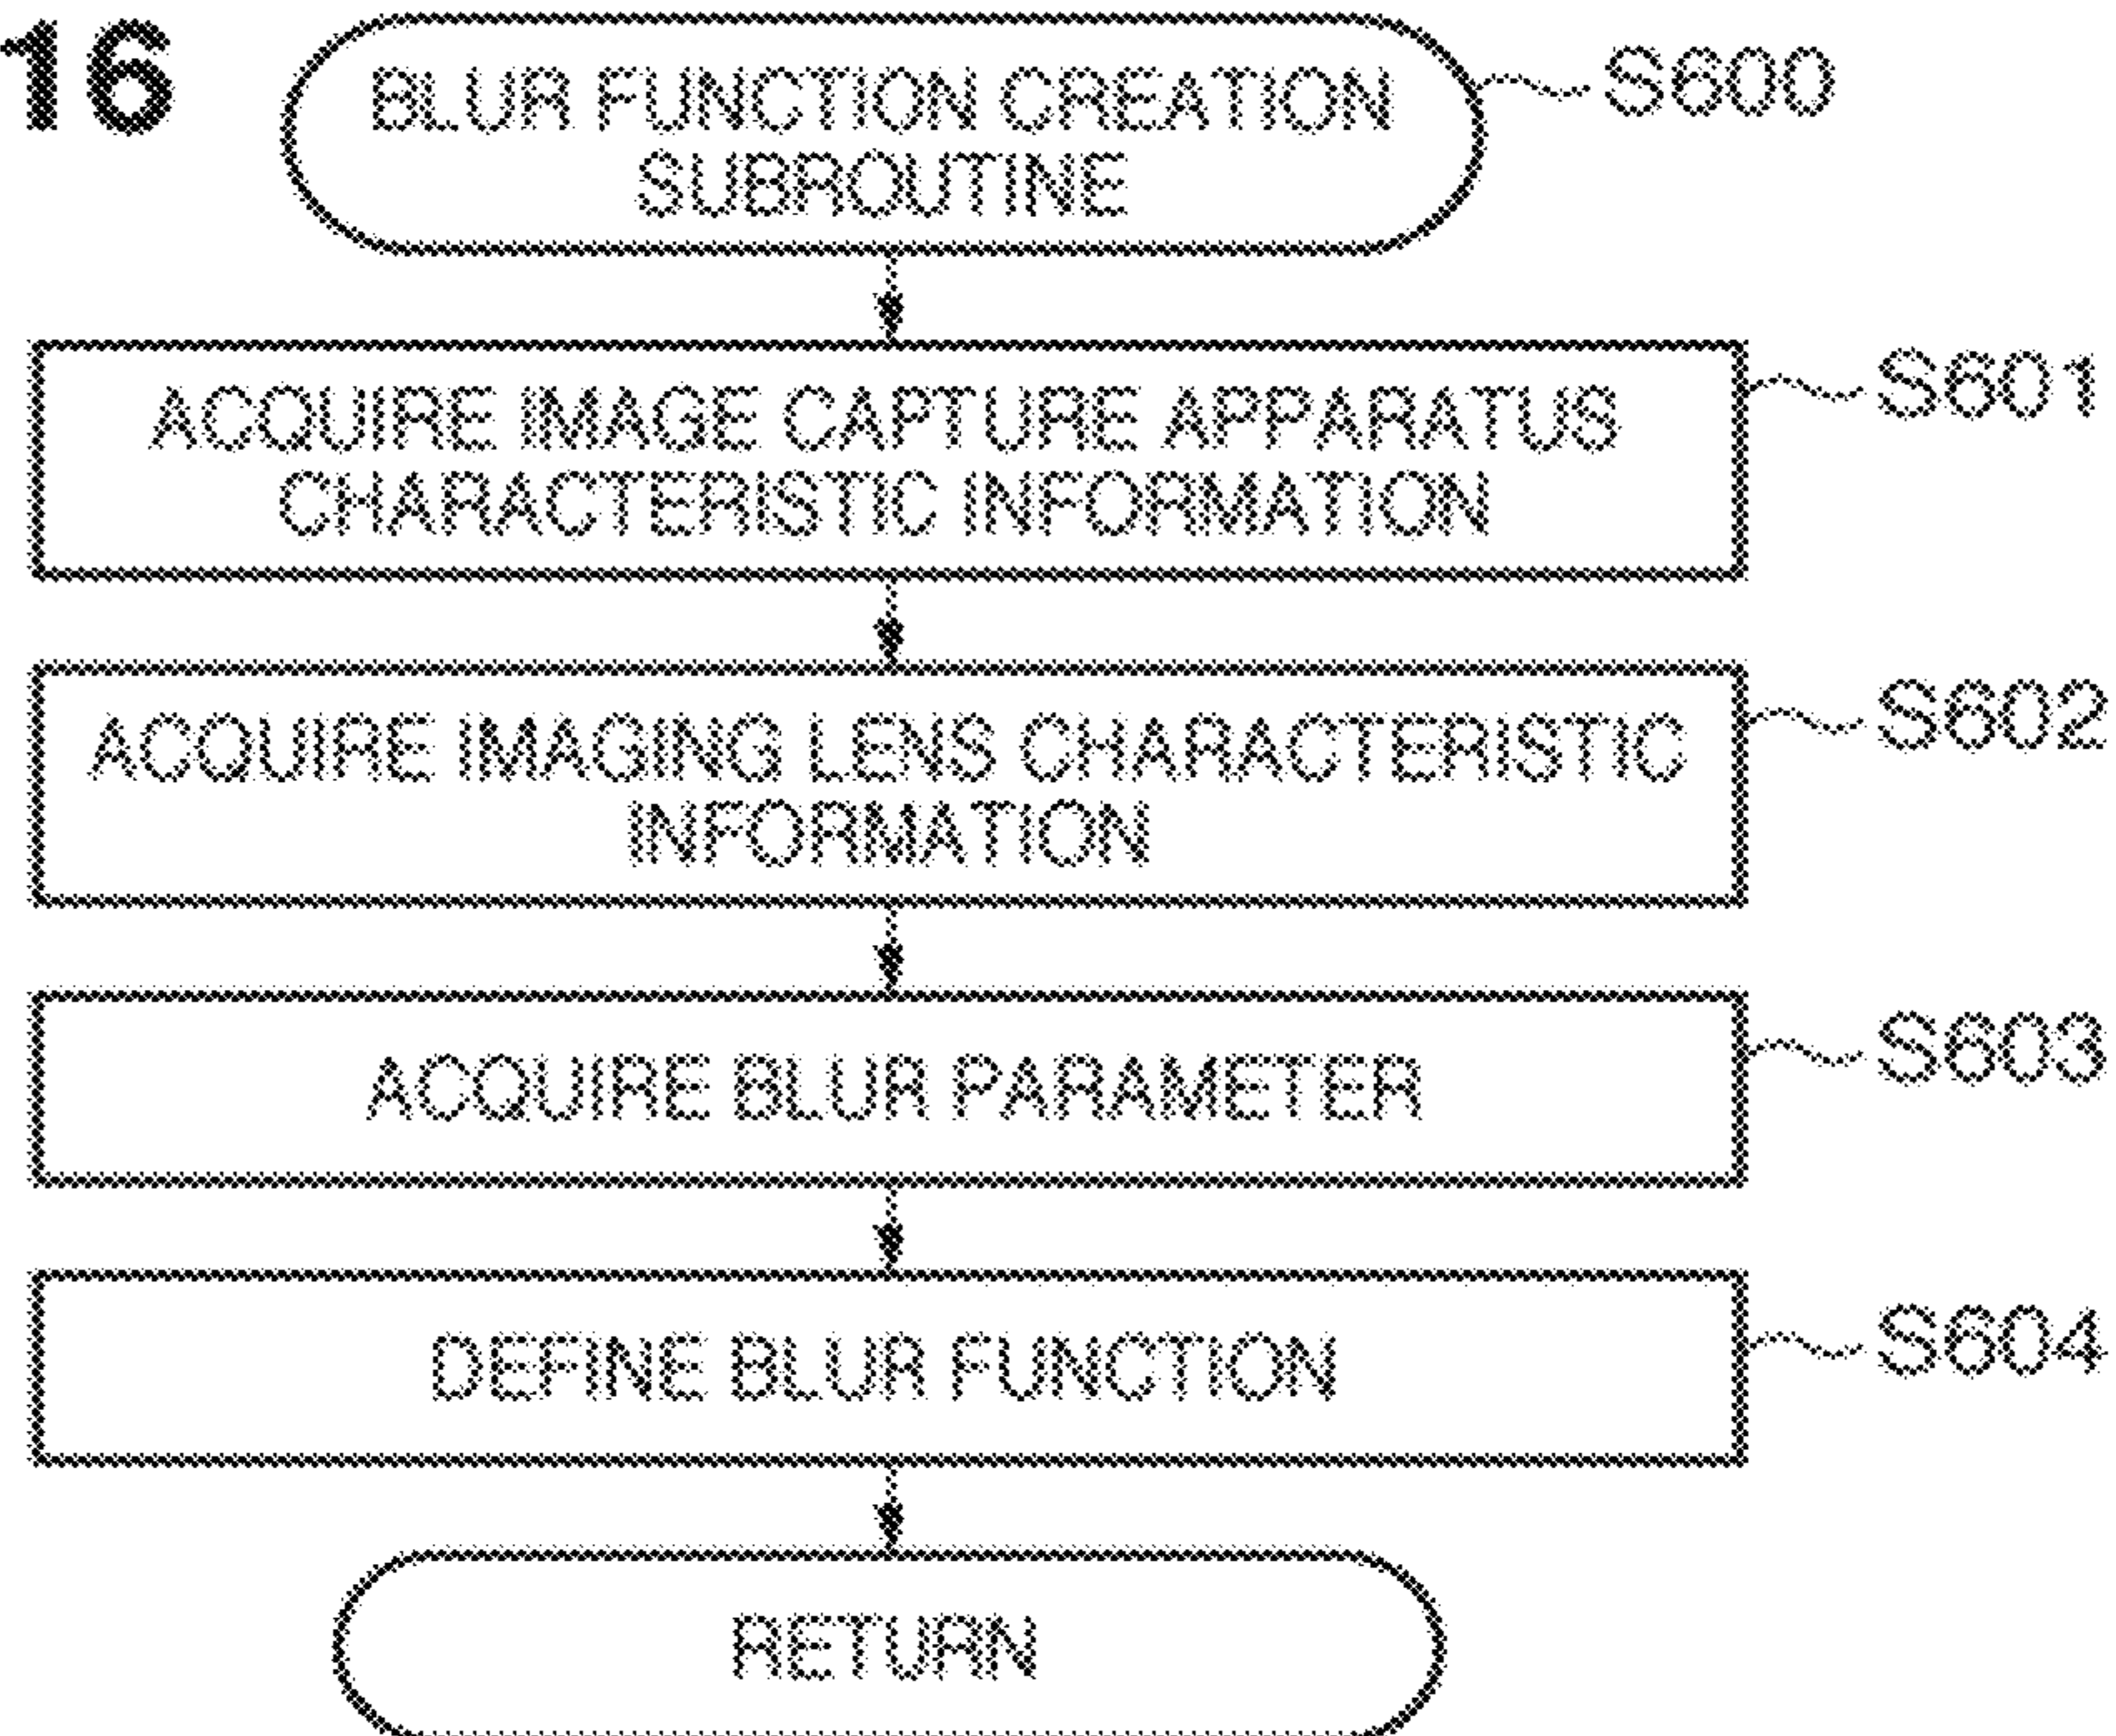 16
BLUR FUNCTION CREATION
SUBROUTINE
S600
ACQUIRE IMAGE CAPTURE APPARATUS
CHARACTERISTIC INFORMATION
S601
ACQUIRE IMAGING LENS CHARACTERISTIC
INFORMATION
S602
ACQUIRE BLUR PARAMETER
S603
DEFINE BLUR FUNCTION
S604
RETURN